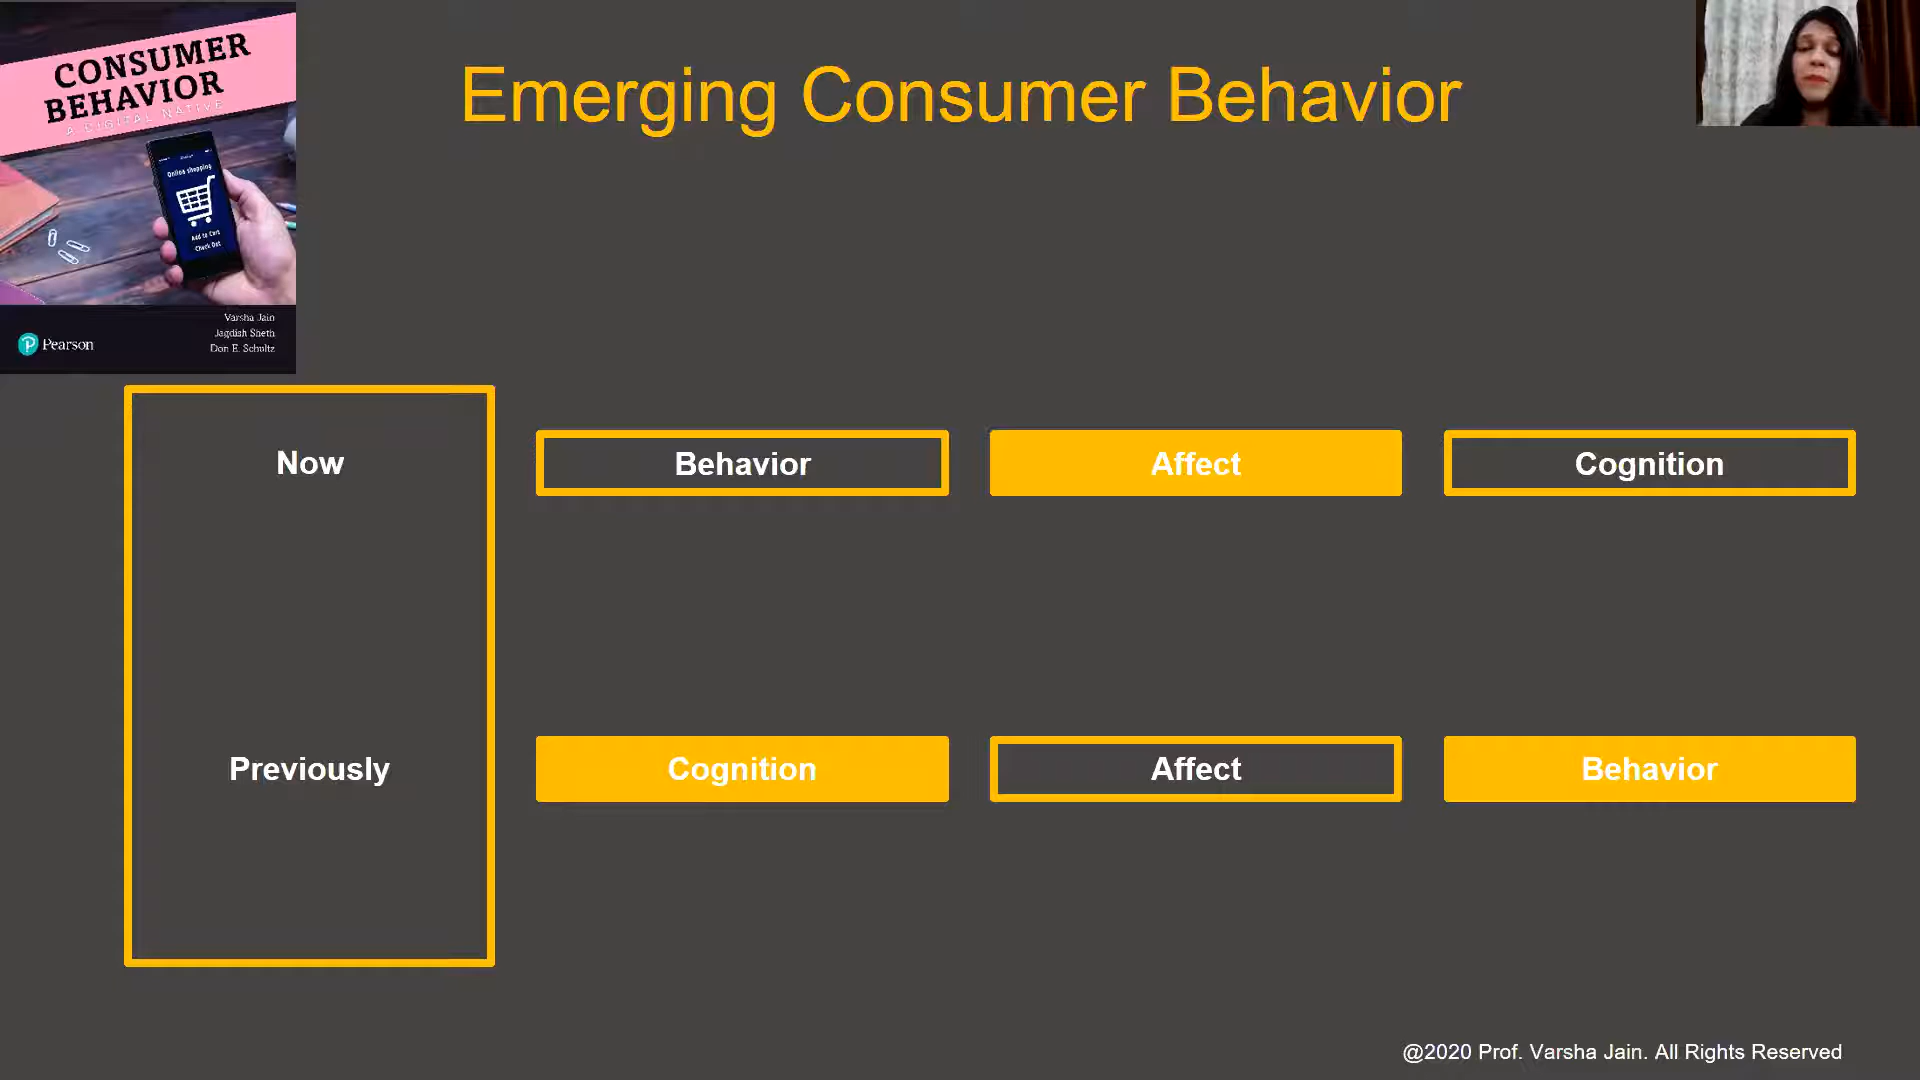 CONSUMER
BEHAVIOR
A DIGITAL NATIVE
Online shopping
Add to Cart
Check Out
Varsha Jain
Jagdish Sheth
Don E. Schultz
Pearson
Emerging Consumer Behavior
Now
Behavior
Affect
Cognition
Previously
Cognition
Affect
Behavior
@2020 Prof. Varsha Jain. All Rights Reserved